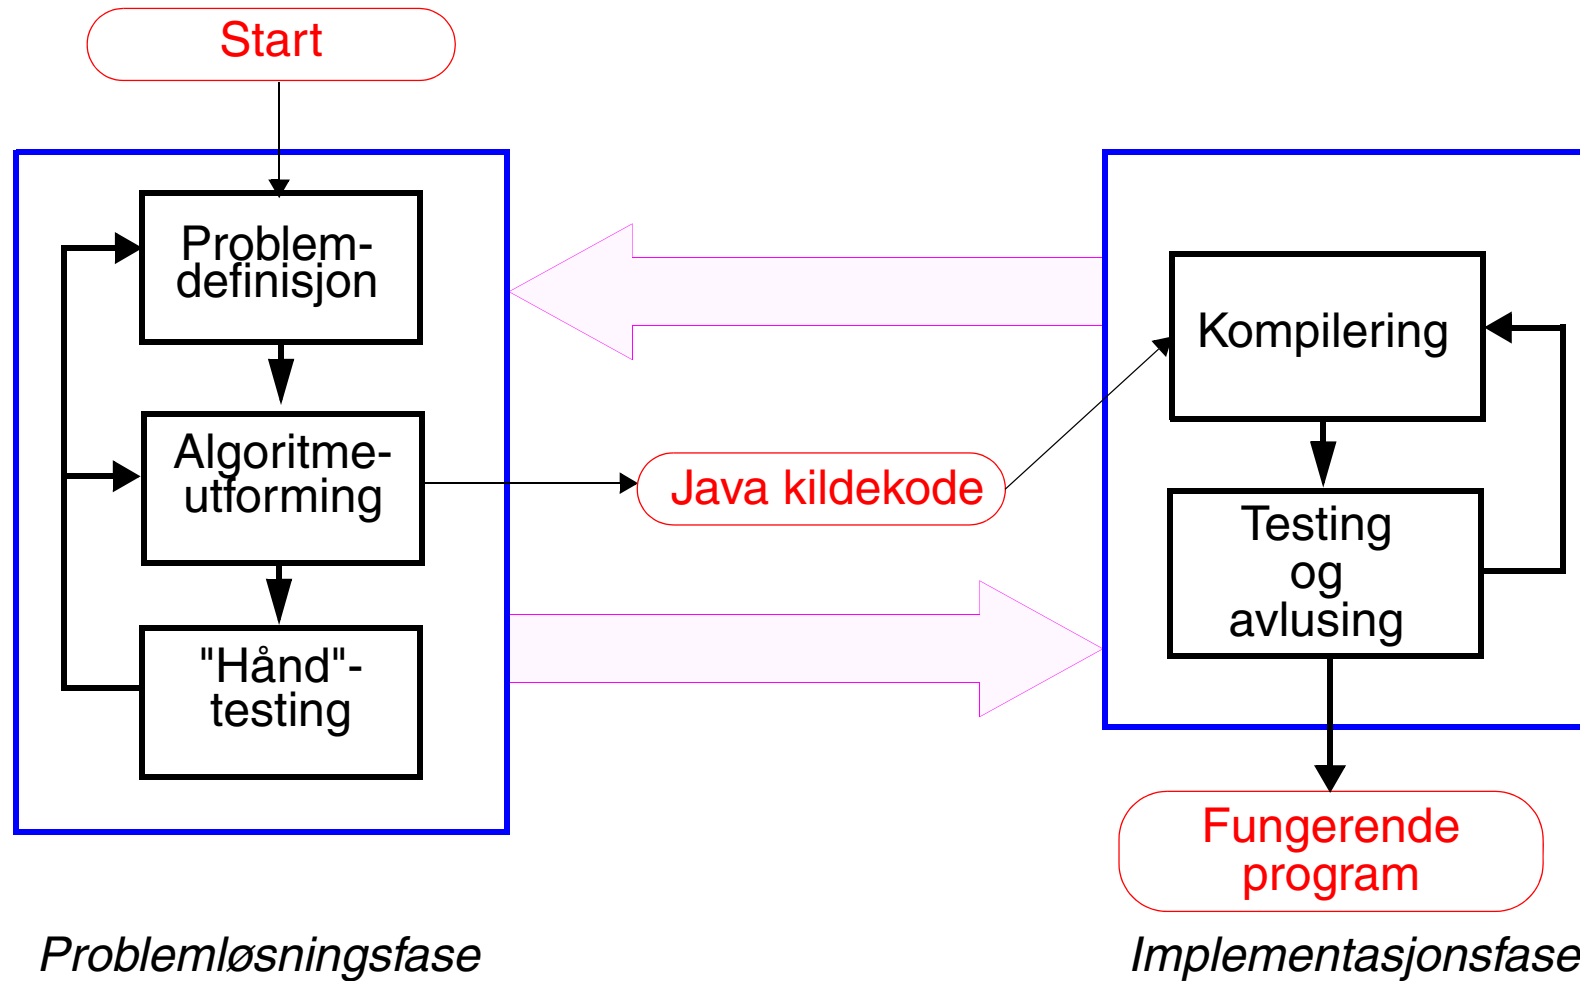 Start
Problem-
definisjon
Algoritme-
utforming
"Hånd"-
testing
Java kildekode
Kompilering
Testing
og
avlusing
Fungerende
program
Problemløsningsfase
Implementasjonsfase